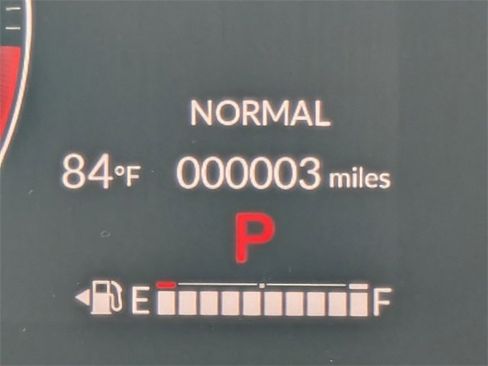 NORMAL
84°F 000003 miles
P
E F